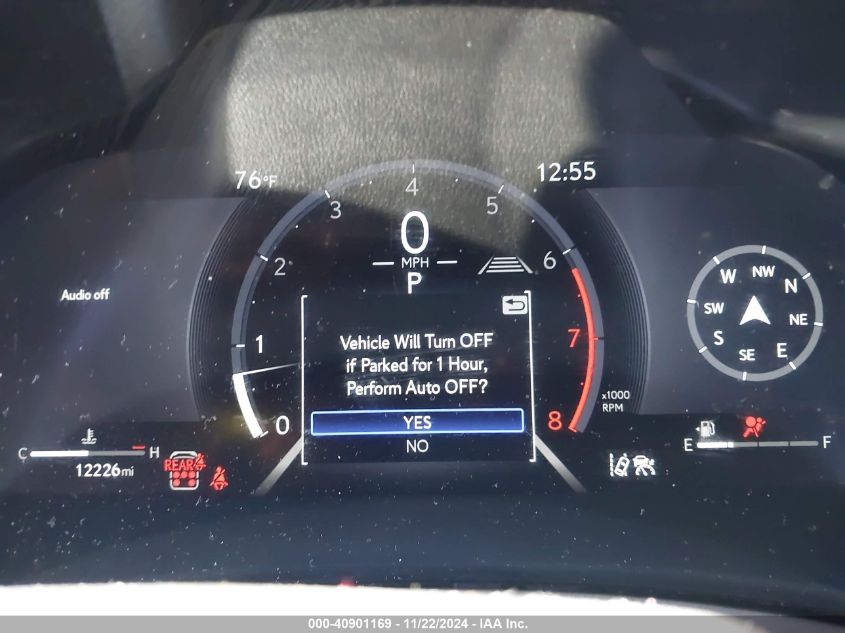 76°F
12:55
4
3
5
0
2
MPH
6
P
Audio off
W NW N
SW NE
S SE E
1
Vehicle Will Turn OFF
if Parked for 1 Hour,
Perform Auto OFF?
7
x1000
RPM
0
YES
8
NO
C H
12226 mi
REAR
E F
000-40901169 - 11/22/2024 - IAA Inc.